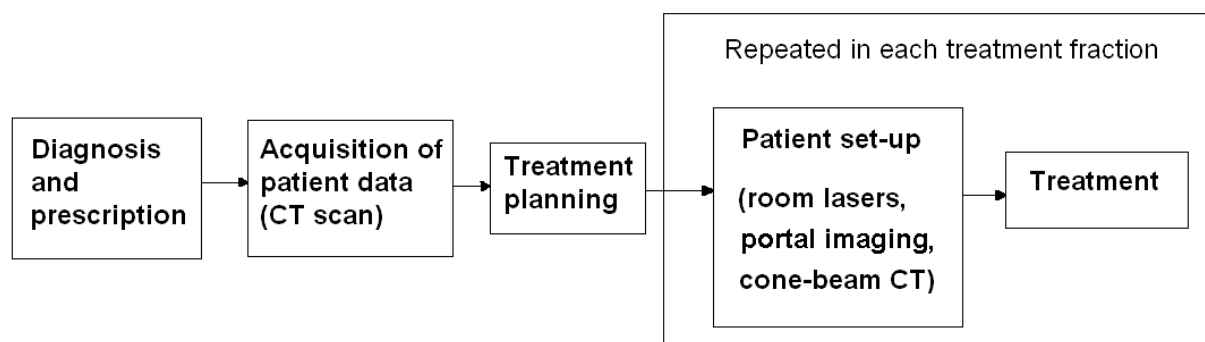 Repeated in each treatment fraction
Diagnosis
and
prescription
Acquisition of
patient data
(CT scan)
Treatment
planning
Patient set-up
(room lasers,
portal imaging,
cone-beam CT)
Treatment